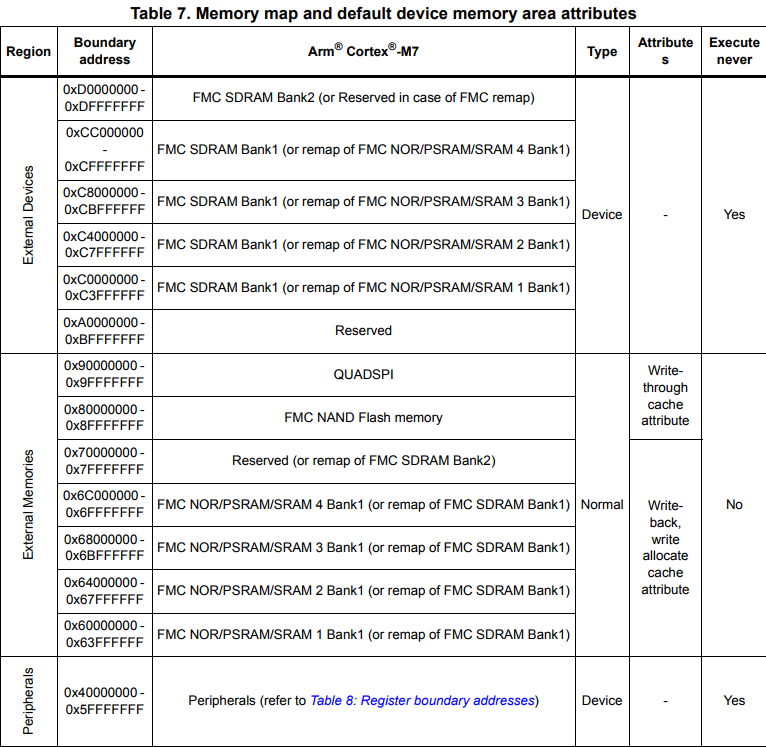 Table 7. Memory map and default device memory area attributes
Region
Boundary
address
Arm® Cortex®-M7
Type
Attribute
s
Execute
never
External Devices
0xD0000000 -
0xDFFFFFFF
FMC SDRAM Bank2 (or Reserved in case of FMC remap)
0xCC000000
-
0xCFFFFFFF
FMC SDRAM Bank1 (or remap of FMC NOR/PSRAM/SRAM 4 Bank1)
0xC8000000 -
0xCBFFFFFF
FMC SDRAM Bank1 (or remap of FMC NOR/PSRAM/SRAM 3 Bank1)
0xC4000000 -
0xC7FFFFFF
FMC SDRAM Bank1 (or remap of FMC NOR/PSRAM/SRAM 2 Bank1)
0xC0000000 -
0xC3FFFFFF
FMC SDRAM Bank1 (or remap of FMC NOR/PSRAM/SRAM 1 Bank1)
0xA0000000 -
0xBFFFFFFF
Reserved
Device
-
Yes
External Memories
0x90000000 -
0x9FFFFFFF
QUADSPI
0x80000000 -
0x8FFFFFFF
FMC NAND Flash memory
Write-
through
cache
attribute
0x70000000 -
0x7FFFFFFF
Reserved (or remap of FMC SDRAM Bank2)
0x6C000000 -
0x6FFFFFFF
FMC NOR/PSRAM/SRAM 4 Bank1 (or remap of FMC SDRAM Bank1)
0x68000000 -
0x6BFFFFFF
FMC NOR/PSRAM/SRAM 3 Bank1 (or remap of FMC SDRAM Bank1)
0x64000000 -
0x67FFFFFF
FMC NOR/PSRAM/SRAM 2 Bank1 (or remap of FMC SDRAM Bank1)
0x60000000 -
0x63FFFFFF
FMC NOR/PSRAM/SRAM 1 Bank1 (or remap of FMC SDRAM Bank1)
Normal
Write-
back,
write
allocate
cache
attribute
No
Peripherals
0x40000000 -
0x5FFFFFFF
Peripherals (refer to Table 8: Register boundary addresses)
Device
-
Yes